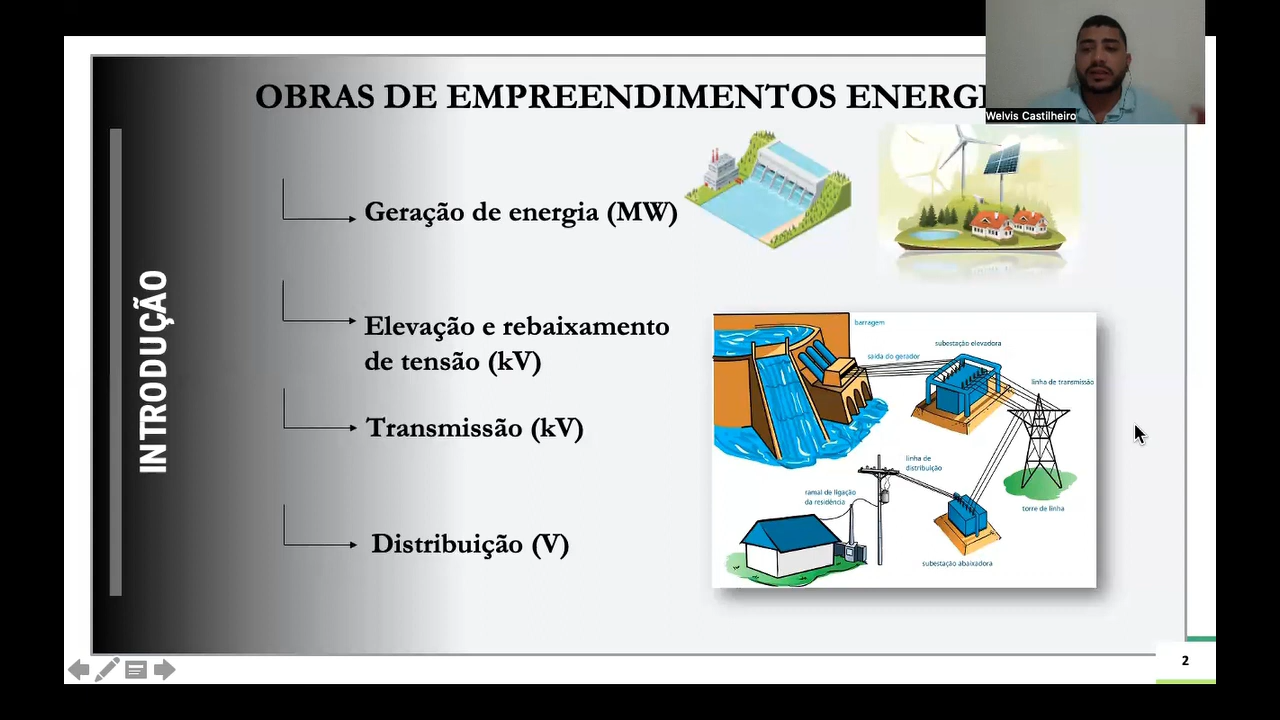 OBRAS DE EMPREENDIMENTOS ENERG
Welvis Castilheiro
INTRODUÇÃO
Geração de energia (MW)
Elevação e rebaixamento
de tensão (kV)
Transmissão (kV)
Distribuição (V)
barragem
saída do gerador
subestação elevadora
linha de transmissão
linha de
distribuição
ramal de ligação
da residência
torre de linha
subestação abaixadora
2